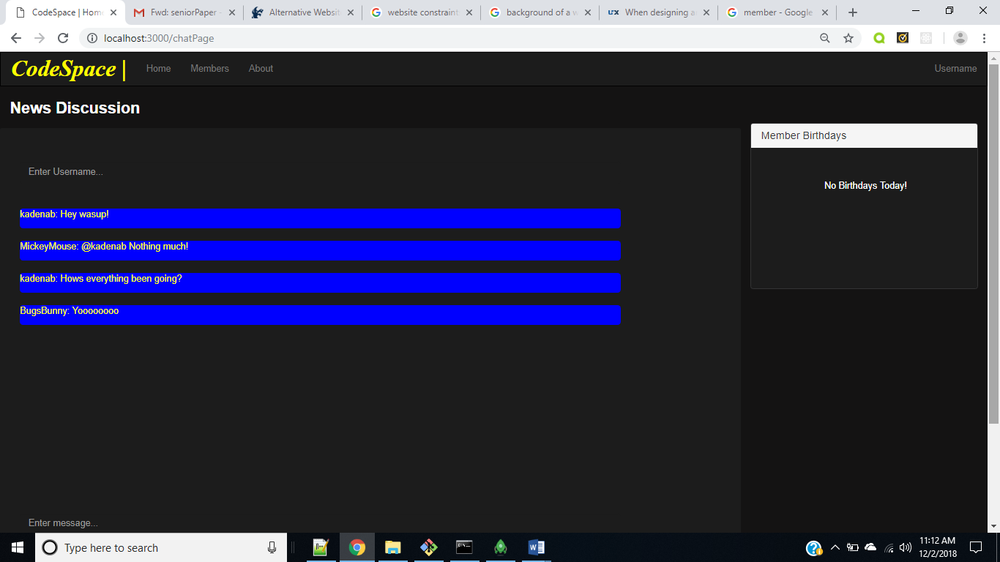 CodeSpace | Hom
Fwd: seniorPaper -
Alternative Websit
website constraint
background of a w
ux
When designing a
member - Google
localhost:3000/chatPage
CodeSpace |
Home
Members
About
Username
News Discussion
Member Birthdays
Enter Username...
No Birthdays Today!
kadenab: Hey wasup!
MickeyMouse: @kadenab Nothing much!
kadenab: Hows everything been going?
BugsBunny: Yoooooooo
Enter message...
Type here to search
11:12 AM
12/2/2018